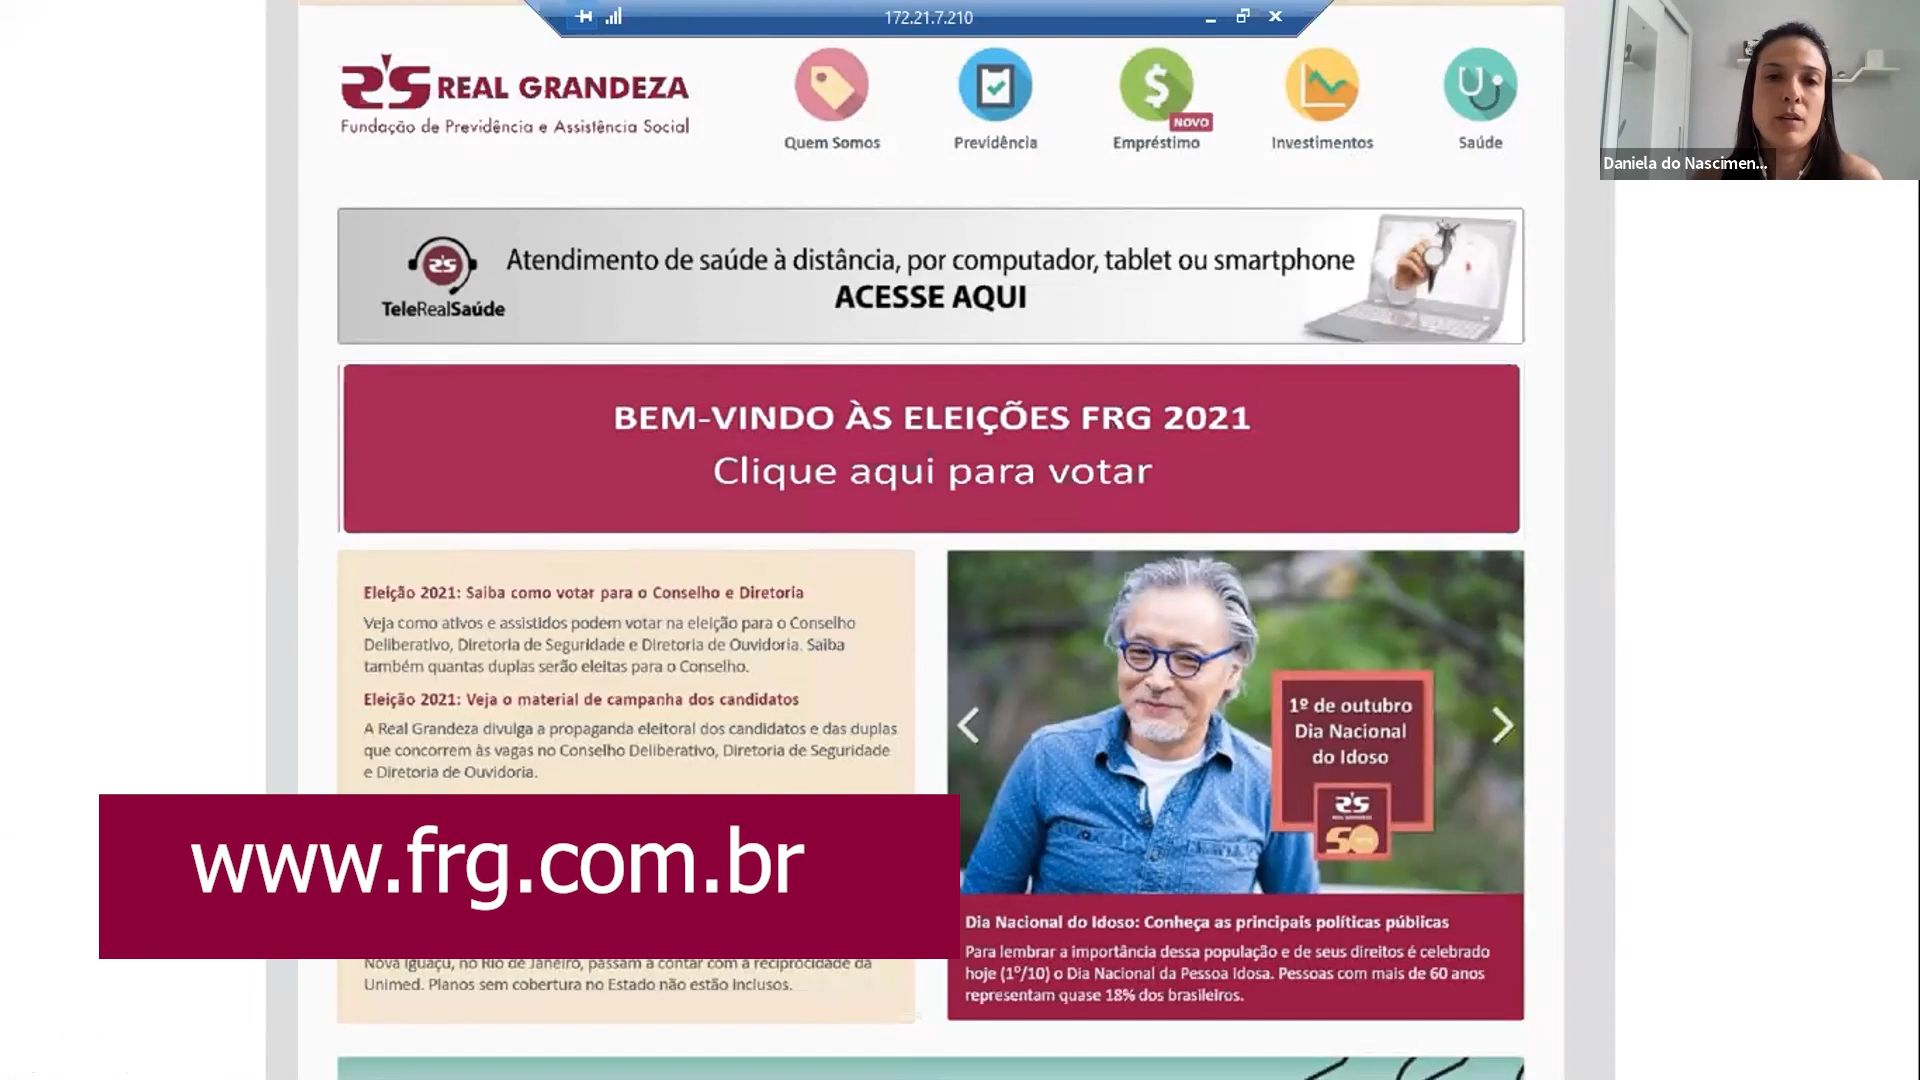 172.21.7.210
REAL GRANDEZA
Fundação de Previdência e Assistência Social
Quem Somos
Previdência
NOVO
Empréstimo
Investimentos
Saúde
Daniela do Nascimen...
TeleRealSaúde
Atendimento de saúde à distância, por computador, tablet ou smartphone
ACESSE AQUI
BEM-VINDO ÀS ELEIÇÕES FRG 2021
Clique aqui para votar
Eleição 2021: Saiba como votar para o Conselho e Diretoria
Veja como ativos e assistidos podem votar na eleição para o Conselho
Deliberativo, Diretoria de Seguridade e Diretoria de Ouvidoria. Saiba
também quantas duplas serão eleitas para o Conselho.
Eleição 2021: Veja o material de campanha dos candidatos
A Real Grandeza divulga a propaganda eleitoral dos candidatos e das duplas
que concorrem às vagas no Conselho Deliberativo, Diretoria de Seguridade
e Diretoria de Ouvidoria.
www.frg.com.br
Nova Iguaçu, no Rio de Janeiro, passam a contar com a reciprocidade da
Unimed. Planos sem cobertura no Estado não estão inclusos.
1º de outubro
Dia Nacional
do Idoso
REAL GRANDEZA
50
Dia Nacional do Idoso: Conheça as principais políticas públicas
Para lembrar a importância dessa população e de seus direitos é celebrado
hoje (1º/10) o Dia Nacional da Pessoa Idosa. Pessoas com mais de 60 anos
representam quase 18% dos brasileiros.